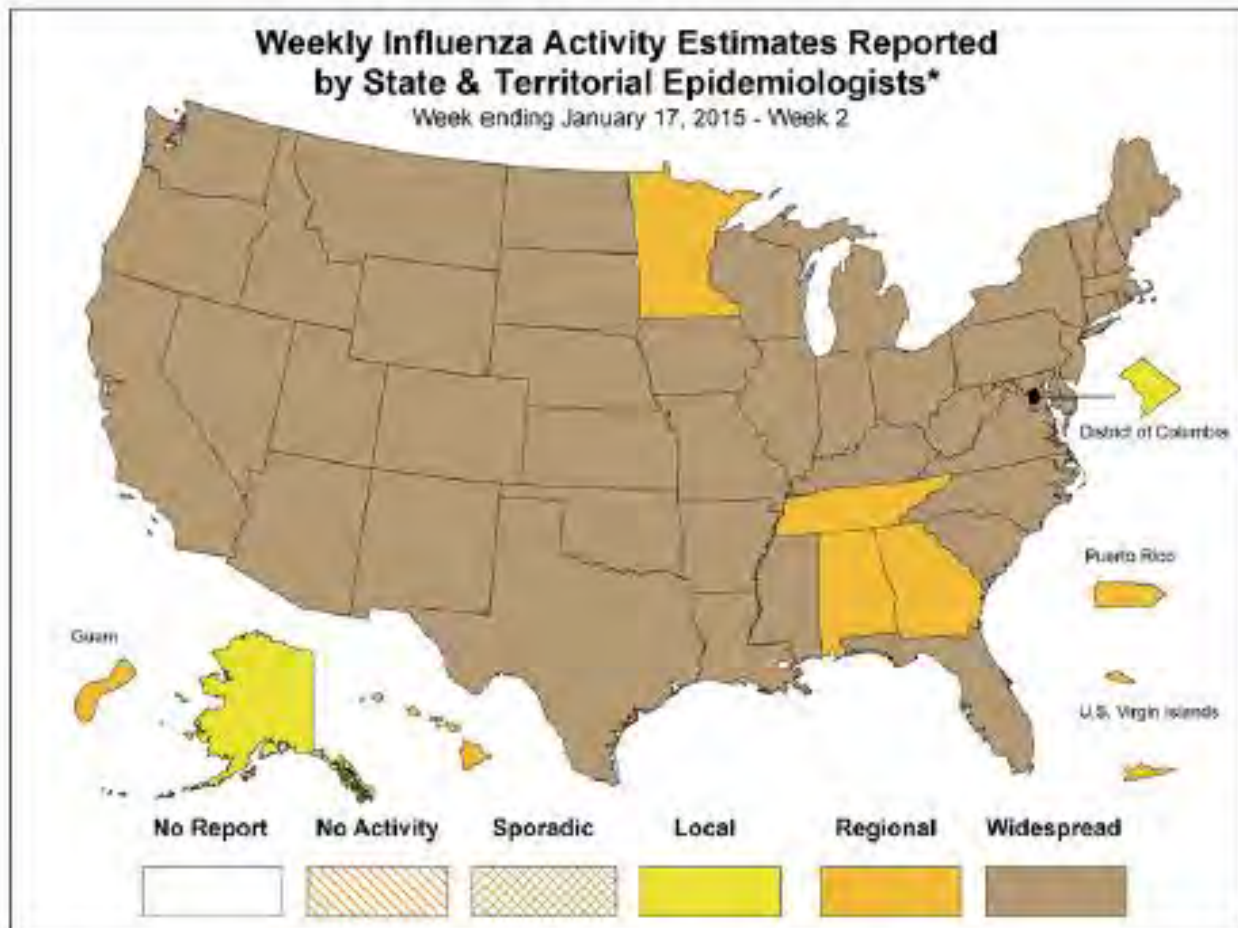 Weekly Influenza Activity Estimates Reported
by State & Territorial Epidemiologists*
Week ending January 17, 2015 - Week 2
District of Columbia
Puerto Rico
Guam
U.S. Virgin Islands
No Report No Activity Sporadic Local Regional Widespread